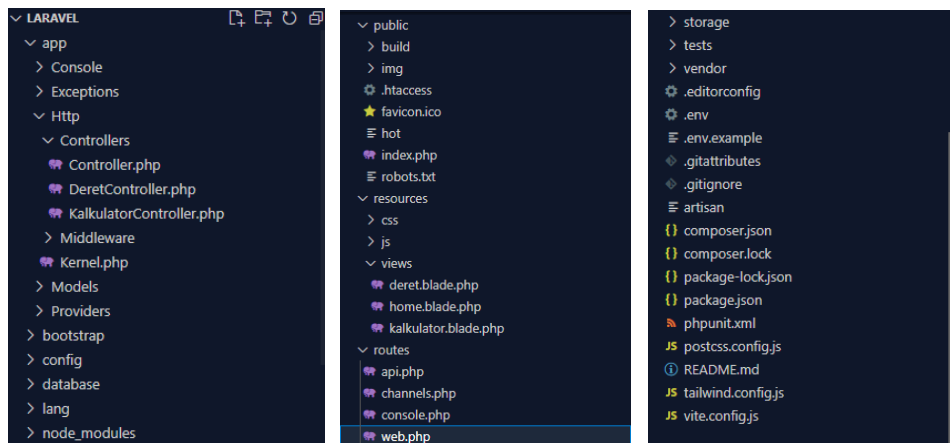 LARAVEL
app
Console
Exceptions
Http
Controllers
Controller.php
DeretController.php
KalkulatorController.php
Middleware
Kernel.php
Models
Providers
bootstrap
config
database
lang
node_modules
public
build
img
.htaccess
favicon.ico
hot
index.php
robots.txt
resources
css
js
views
deret.blade.php
home.blade.php
kalkulator.blade.php
routes
api.php
channels.php
console.php
web.php
storage
tests
vendor
.editorconfig
.env
.env.example
.gitattributes
.gitignore
artisan
{} composer.json
{} composer.lock
{} package-lock.json
{} package.json
phpunit.xml
JS postcss.config.js
README.md
JS tailwind.config.js
JS vite.config.js